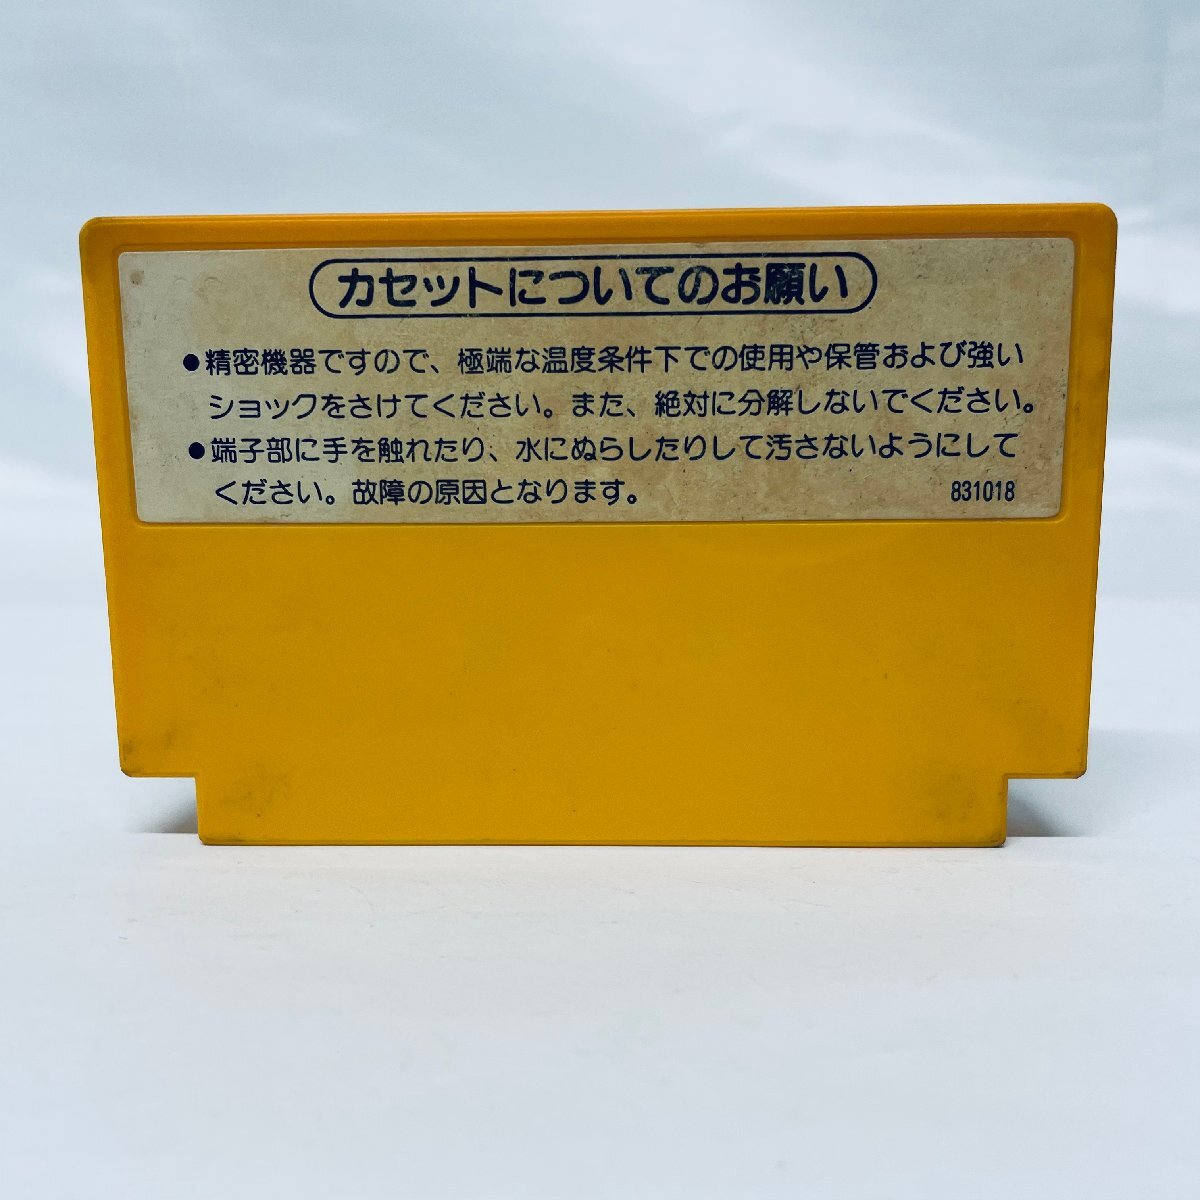 カセットについてのお願い
●精密機器ですので、極端な温度条件下での使用や保管および強い
ショックをさけてください。また、絶対に分解しないでください。
●端子部に手を触れたり、水にぬらしたりして汚さないようにして
ください。故障の原因となります。 831018